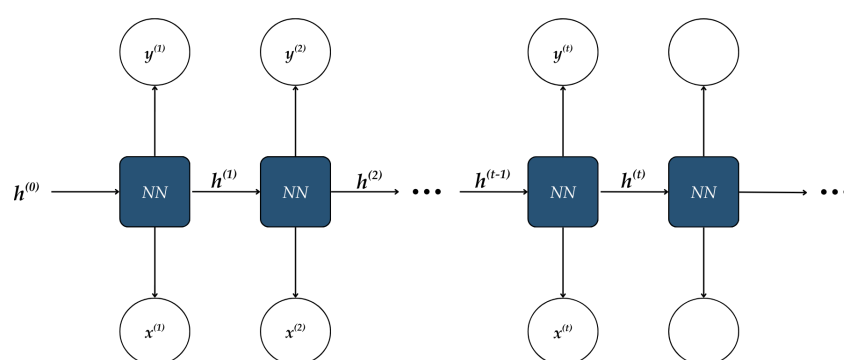 y(1) y(2) y(t)
h(0) NN h(1) NN h(2) ••• h(t-1) NN h(t) NN •••
x(1) x(2) x(t)